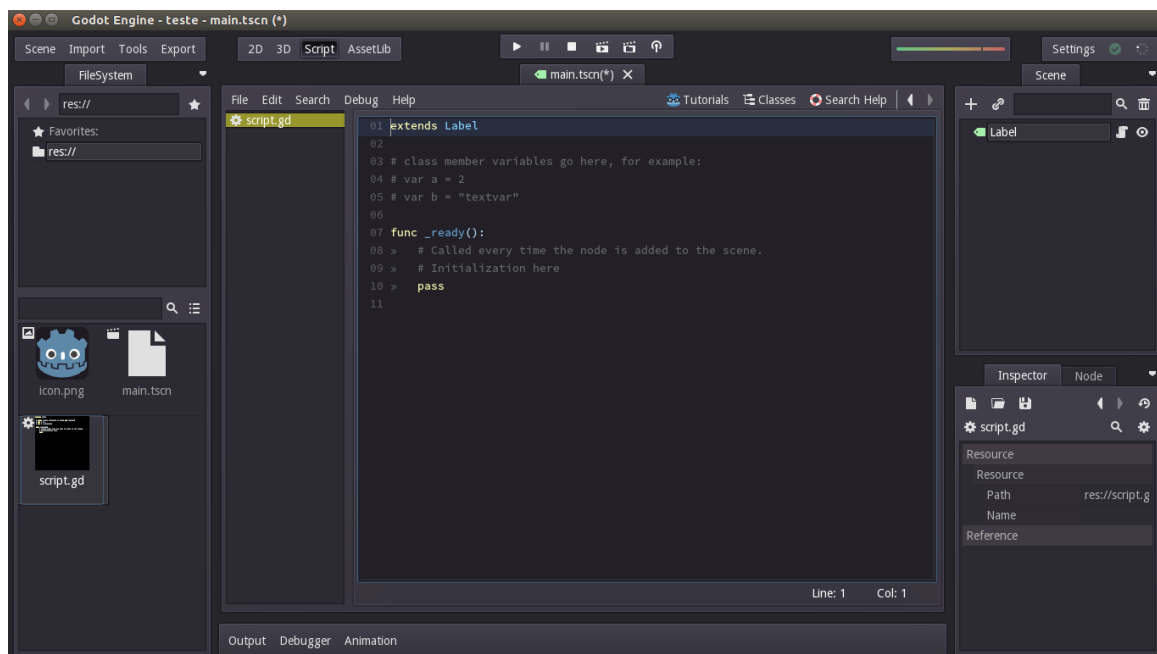 Godot Engine - teste - main.tscn (*)
Scene Import Tools Export
2D 3D Script AssetLib
Settings
FileSystem
res://
Favorites:
res://
icon.png
main.tscn
script.gd
main.tscn(*)
File Edit Search Debug Help
Tutorials Classes Search Help
script.gd
01 extends Label
02
03 # class member variables go here, for example:
04 # var a = 2
05 # var b = "textvar"
06
07 func _ready():
08 » # Called every time the node is added to the scene.
09 » # Initialization here
10 » pass
11
Line: 1 Col: 1
Output Debugger Animation
Scene
Label
Inspector Node
script.gd
Resource
Resource
Path res://script.g
Name
Reference